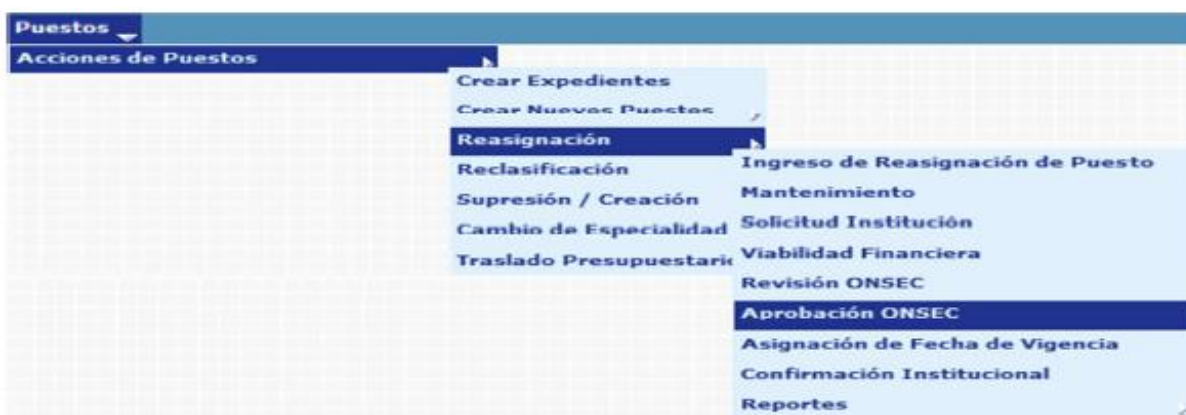 Puestos
Acciones de Puestos
Crear Expedientes
Crear Nuevos Puestos
Reasignación
Reclasificación
Supresión / Creación
Cambio de Especialidad
Traslado Presupuestario
Ingreso de Reasignación de Puesto
Mantenimiento
Solicitud Institución
Viabilidad Financiera
Revisión ONSEC
Aprobación ONSEC
Asignación de Fecha de Vigencia
Confirmación Institucional
Reportes